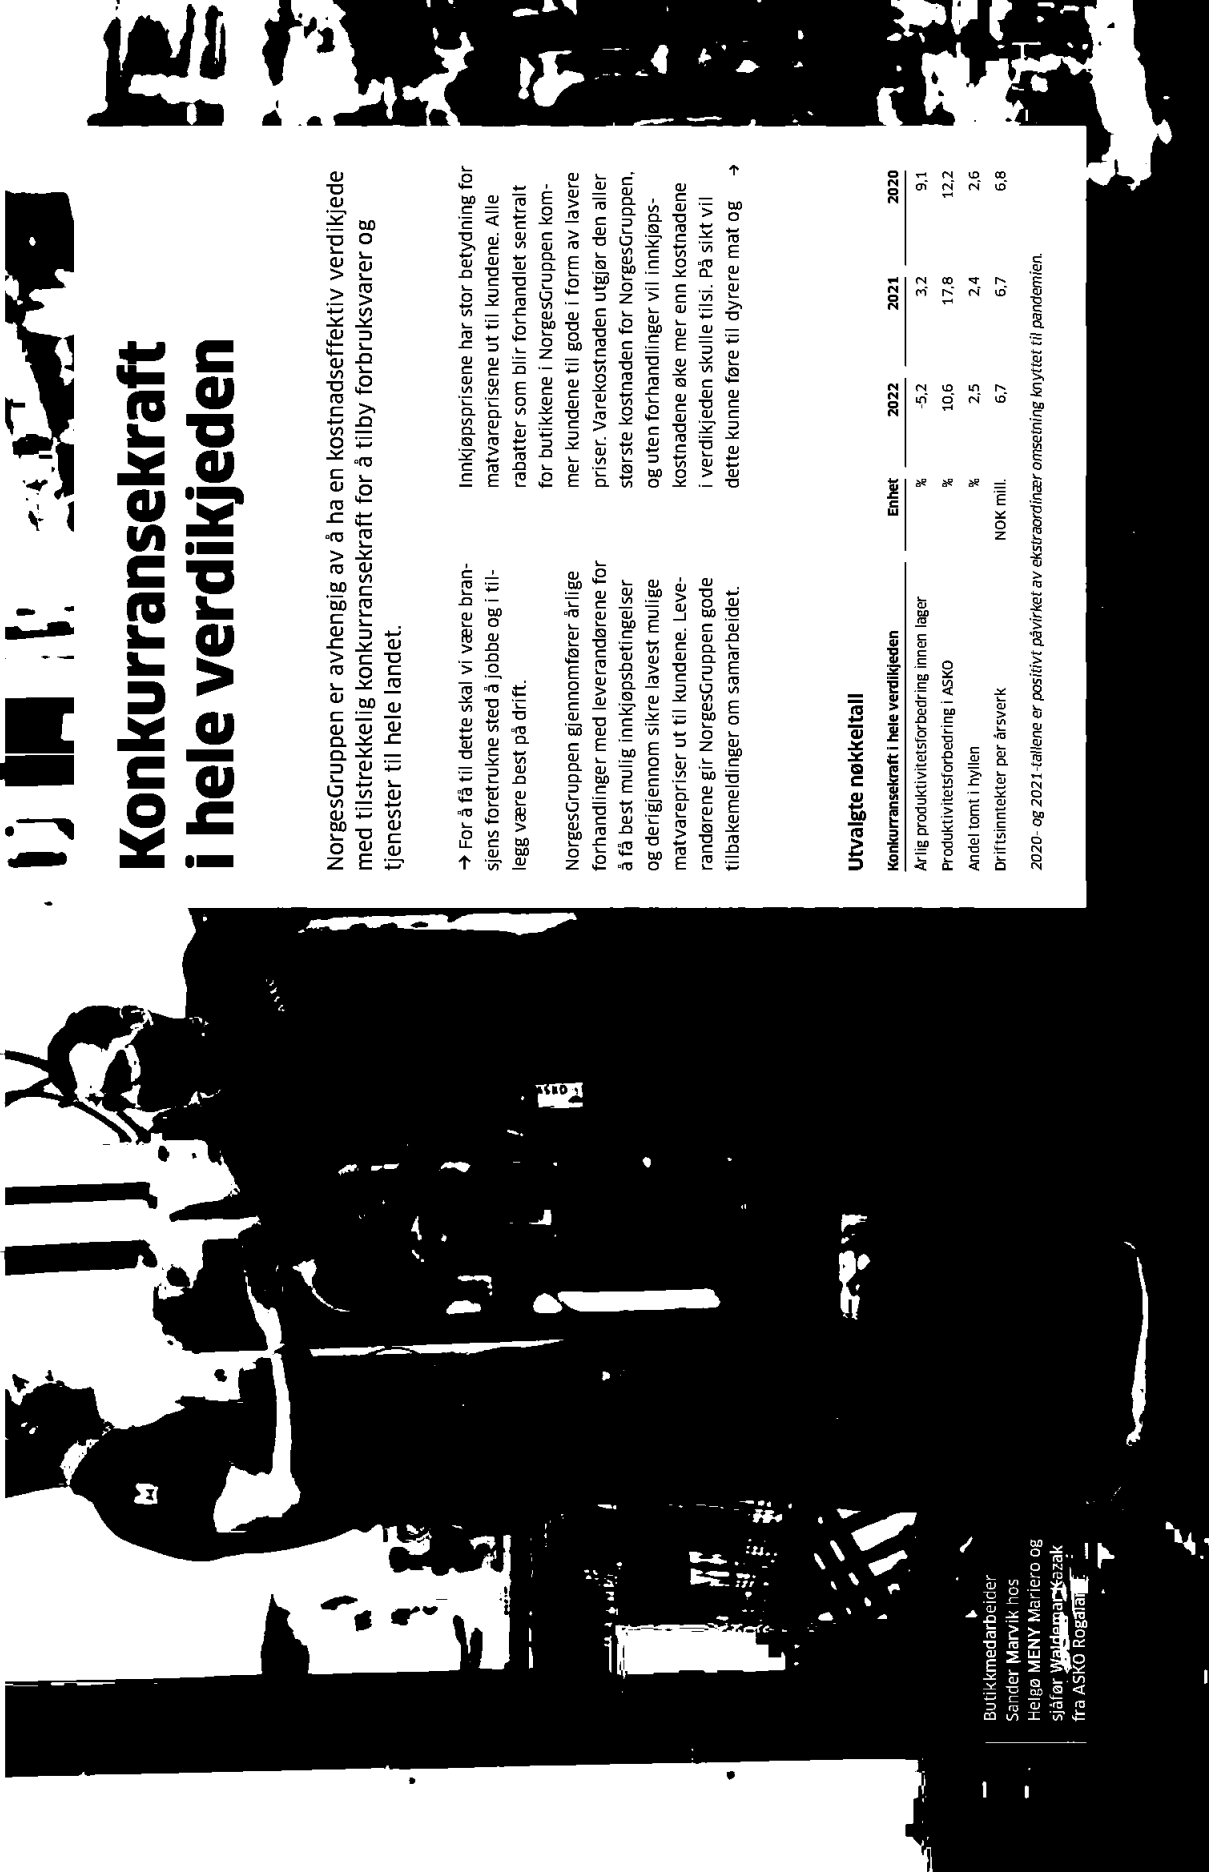 Konkurransekraft
i hele verdikjeden
NorgesGruppen er avhengig av å ha en kostnadseffektiv verdikjede
med tilstrekkelig konkurransekraft for å tilby forbruksvarer og
tjenester til hele landet.
→ For å få til dette skal vi være bran-
sjens foretrukne sted å jobbe og i til-
legg være best på drift.
NorgesGruppen gjennomfører årlige
forhandlinger med leverandørene for
å få best mulig innkjøpsbetingelser
og derigjennom sikre lavest mulige
matvarepriser ut til kundene. Leve-
randørene gir NorgesGruppen gode
tilbakemeldinger om samarbeidet.
Innkjøpsprisene har stor betydning for
matvareprisene ut til kundene. Alle
rabatter som blir forhandlet sentralt
for butikkene i NorgesGruppen kom-
mer kundene til gode i form av lavere
priser. Varekostnaden utgjør den aller
største kostnaden for NorgesGruppen,
og uten forhandlinger vil innkjøps-
kostnadene øke mer enn kostnadene
i verdikjeden skulle tilsi. På sikt vil
dette kunne føre til dyrere mat og →
Utvalgte nøkkeltall
Konkurransekraft i hele verdikjeden Enhet 2022 2021 2020
Årlig produktivitetsforbedring innen lager % -5,2 3,2 9,1
Produktivitetsforbedring i ASKO % 10,6 17,8 12,2
Andel tomt i hyllen % 2,5 2,4 2,6
Driftsinntekter per årsverk NOK mill. 6,7 6,7 6,8
2020- og 2021-tallene er positivt påvirket av ekstraordinær omsetning knyttet til pandemien.
ASKO
Butikkmedarbeider
Sander Marvik hos
Helgø MENY Mariero og
sjåfør Waldemar Kazak
fra ASKO